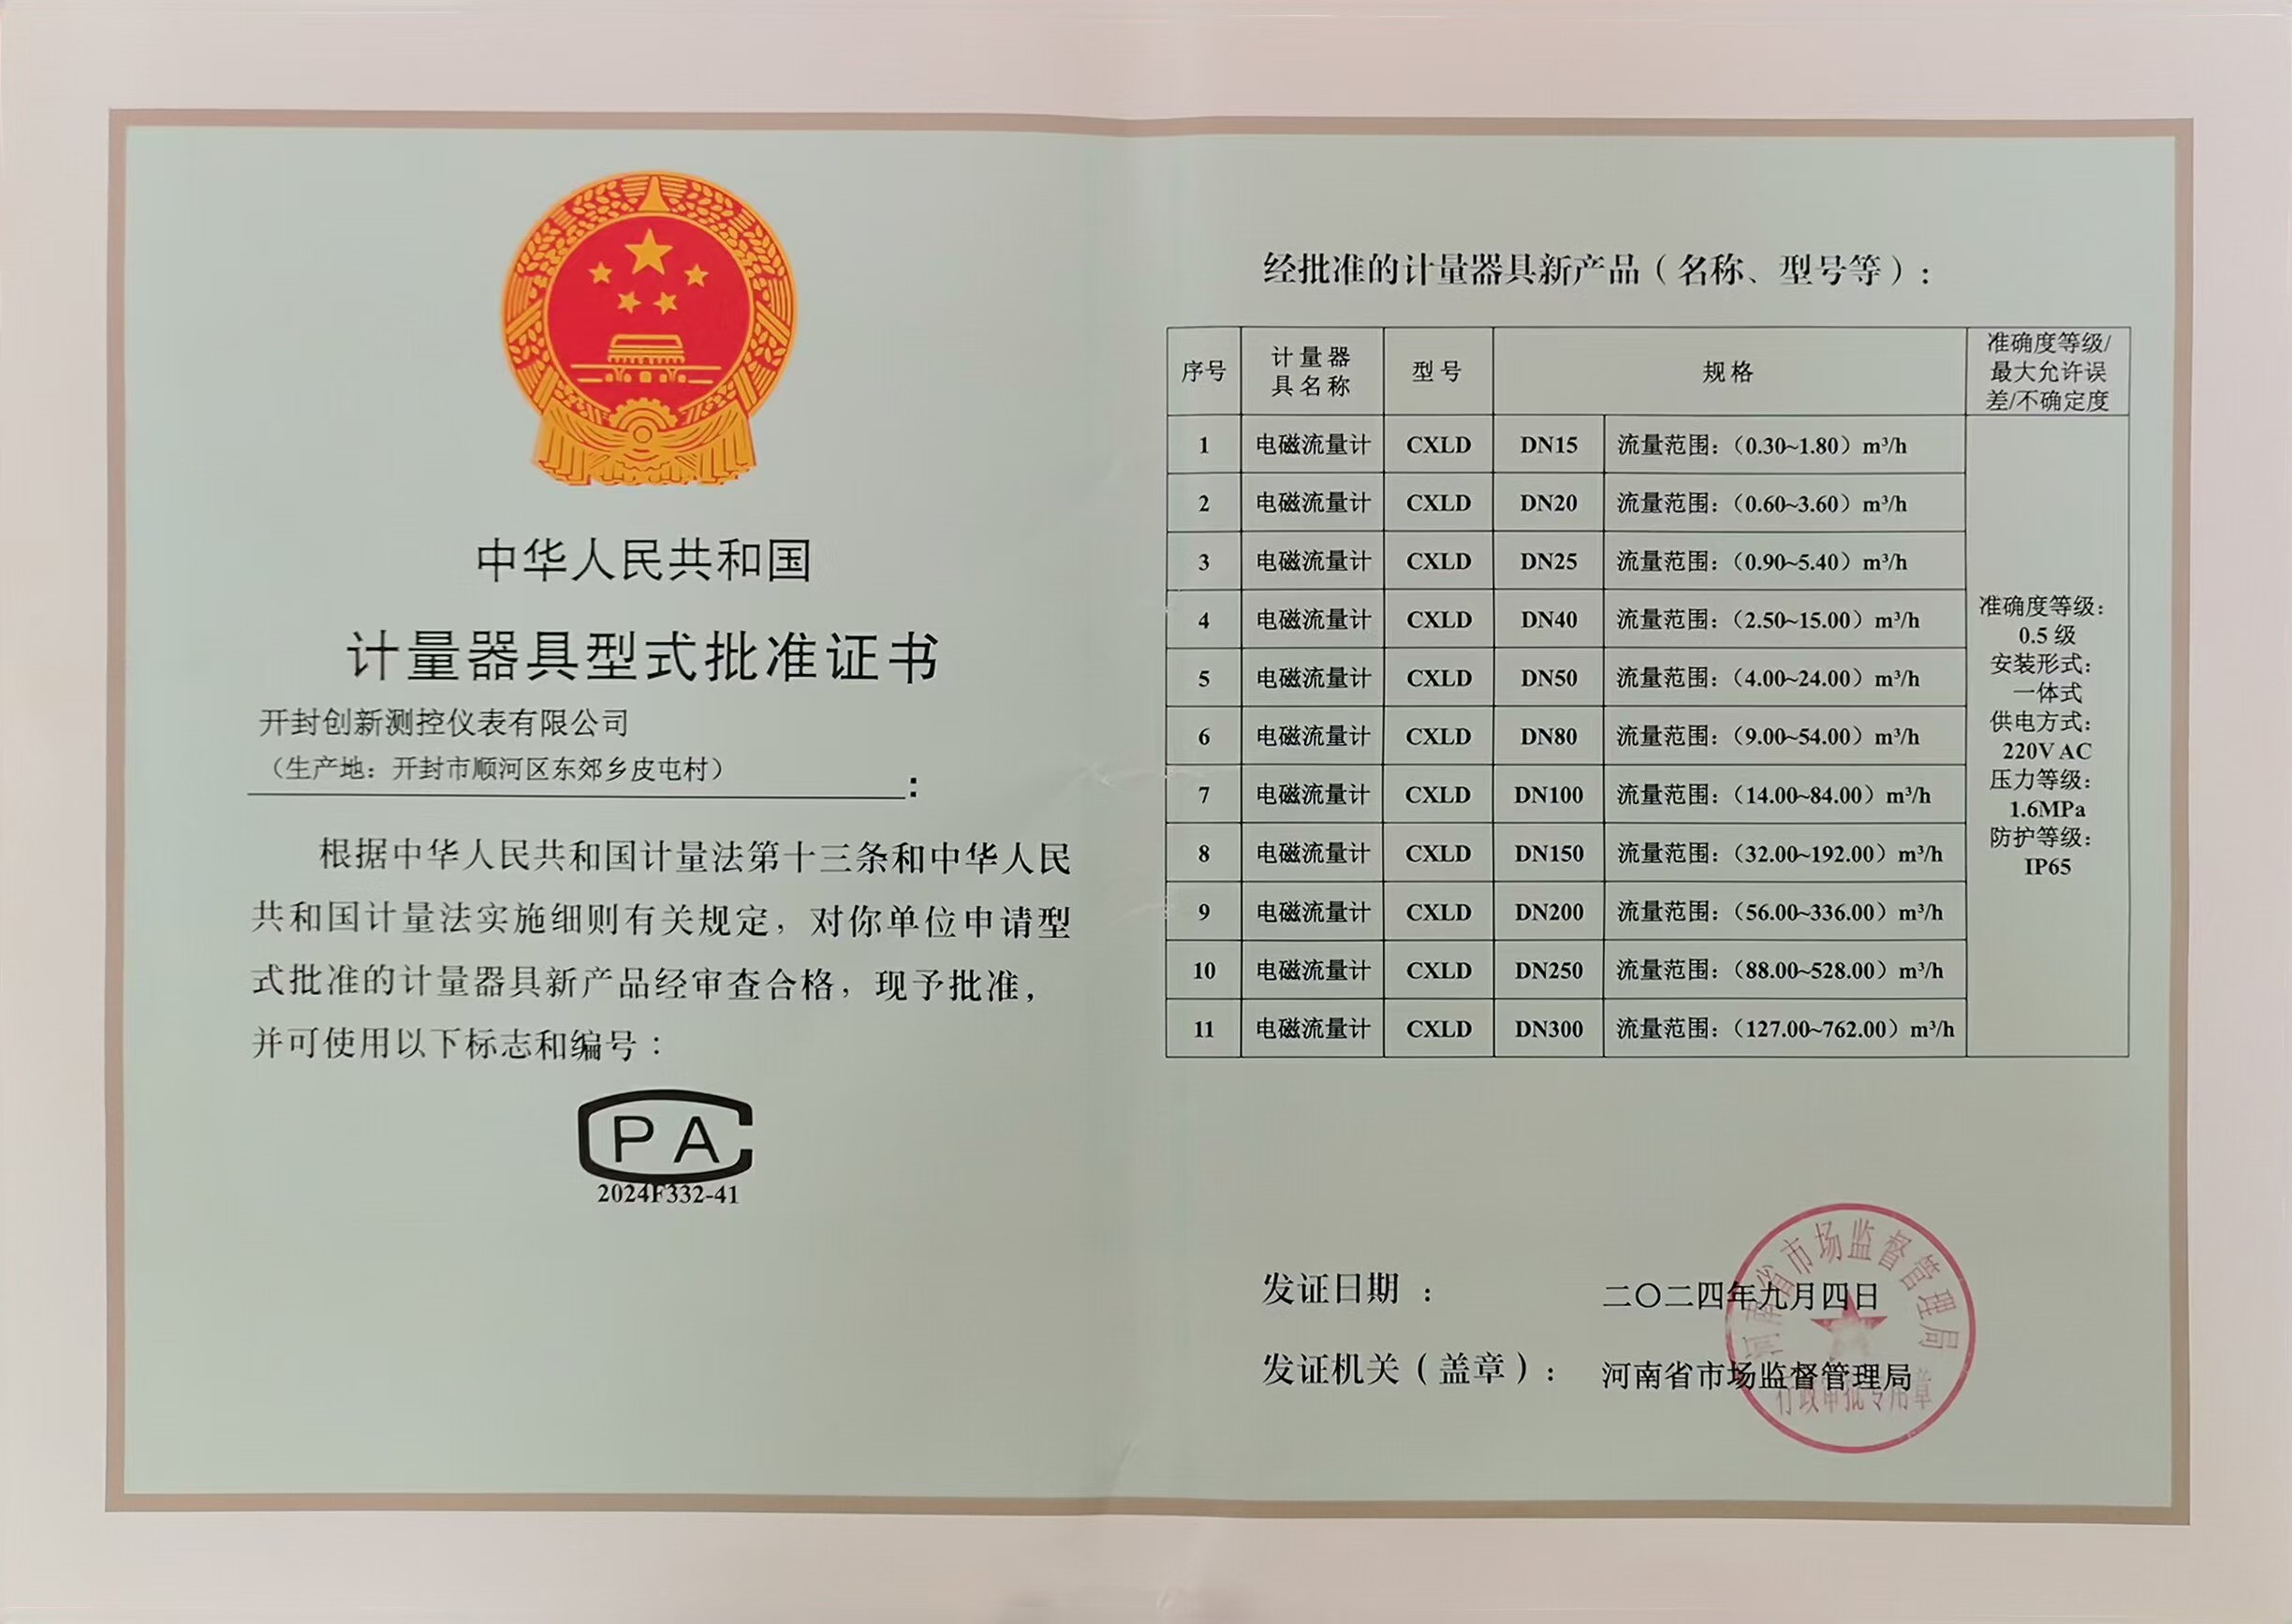 中华人民共和国
计量器具型式批准证书
开封创新测控仪表有限公司
（生产地：开封市顺河区东郊乡皮屯村）：
根据中华人民共和国计量法第十三条和中华人民
共和国计量法实施细则有关规定，对你单位申请型
式批准的计量器具新产品经审查合格，现予批准，
并可使用以下标志和编号：
CPA
2024F332-41
经批准的计量器具新产品（名称、型号等）：
序号 计量器具名称 型号 规格 准确度等级/最大允许误差/不确定度
1 电磁流量计 CXLD DN15 流量范围：（0.30~1.80）m³/h
2 电磁流量计 CXLD DN20 流量范围：（0.60~3.60）m³/h
3 电磁流量计 CXLD DN25 流量范围：（0.90~5.40）m³/h
4 电磁流量计 CXLD DN40 流量范围：（2.50~15.00）m³/h
5 电磁流量计 CXLD DN50 流量范围：（4.00~24.00）m³/h
6 电磁流量计 CXLD DN80 流量范围：（9.00~54.00）m³/h
7 电磁流量计 CXLD DN100 流量范围：（14.00~84.00）m³/h
8 电磁流量计 CXLD DN150 流量范围：（32.00~192.00）m³/h
9 电磁流量计 CXLD DN200 流量范围：（56.00~336.00）m³/h
10 电磁流量计 CXLD DN250 流量范围：（88.00~528.00）m³/h
11 电磁流量计 CXLD DN300 流量范围：（127.00~762.00）m³/h
准确度等级：
0.5 级
安装形式：
一体式
供电方式：
220V AC
压力等级：
1.6MPa
防护等级：
IP65
发证日期： 二〇二四年九月四日
发证机关（盖章）： 河南省市场监督管理局
河南省市场监督管理局
行政审批专用章